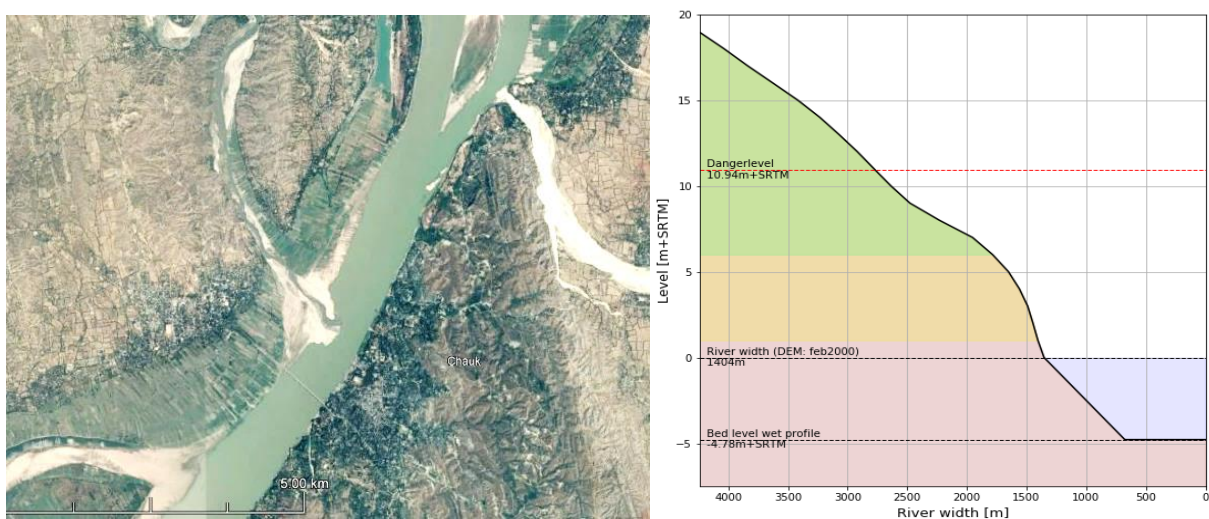 Chauk
5.00 km
Level [m+SRTM]
20
15
10
5
0
−5
Dangerlevel
10.94m+SRTM
River width (DEM: feb2000)
1404m
Bed level wet profile
-4.78m+SRTM
4000 3500 3000 2500 2000 1500 1000 500 0
River width [m]